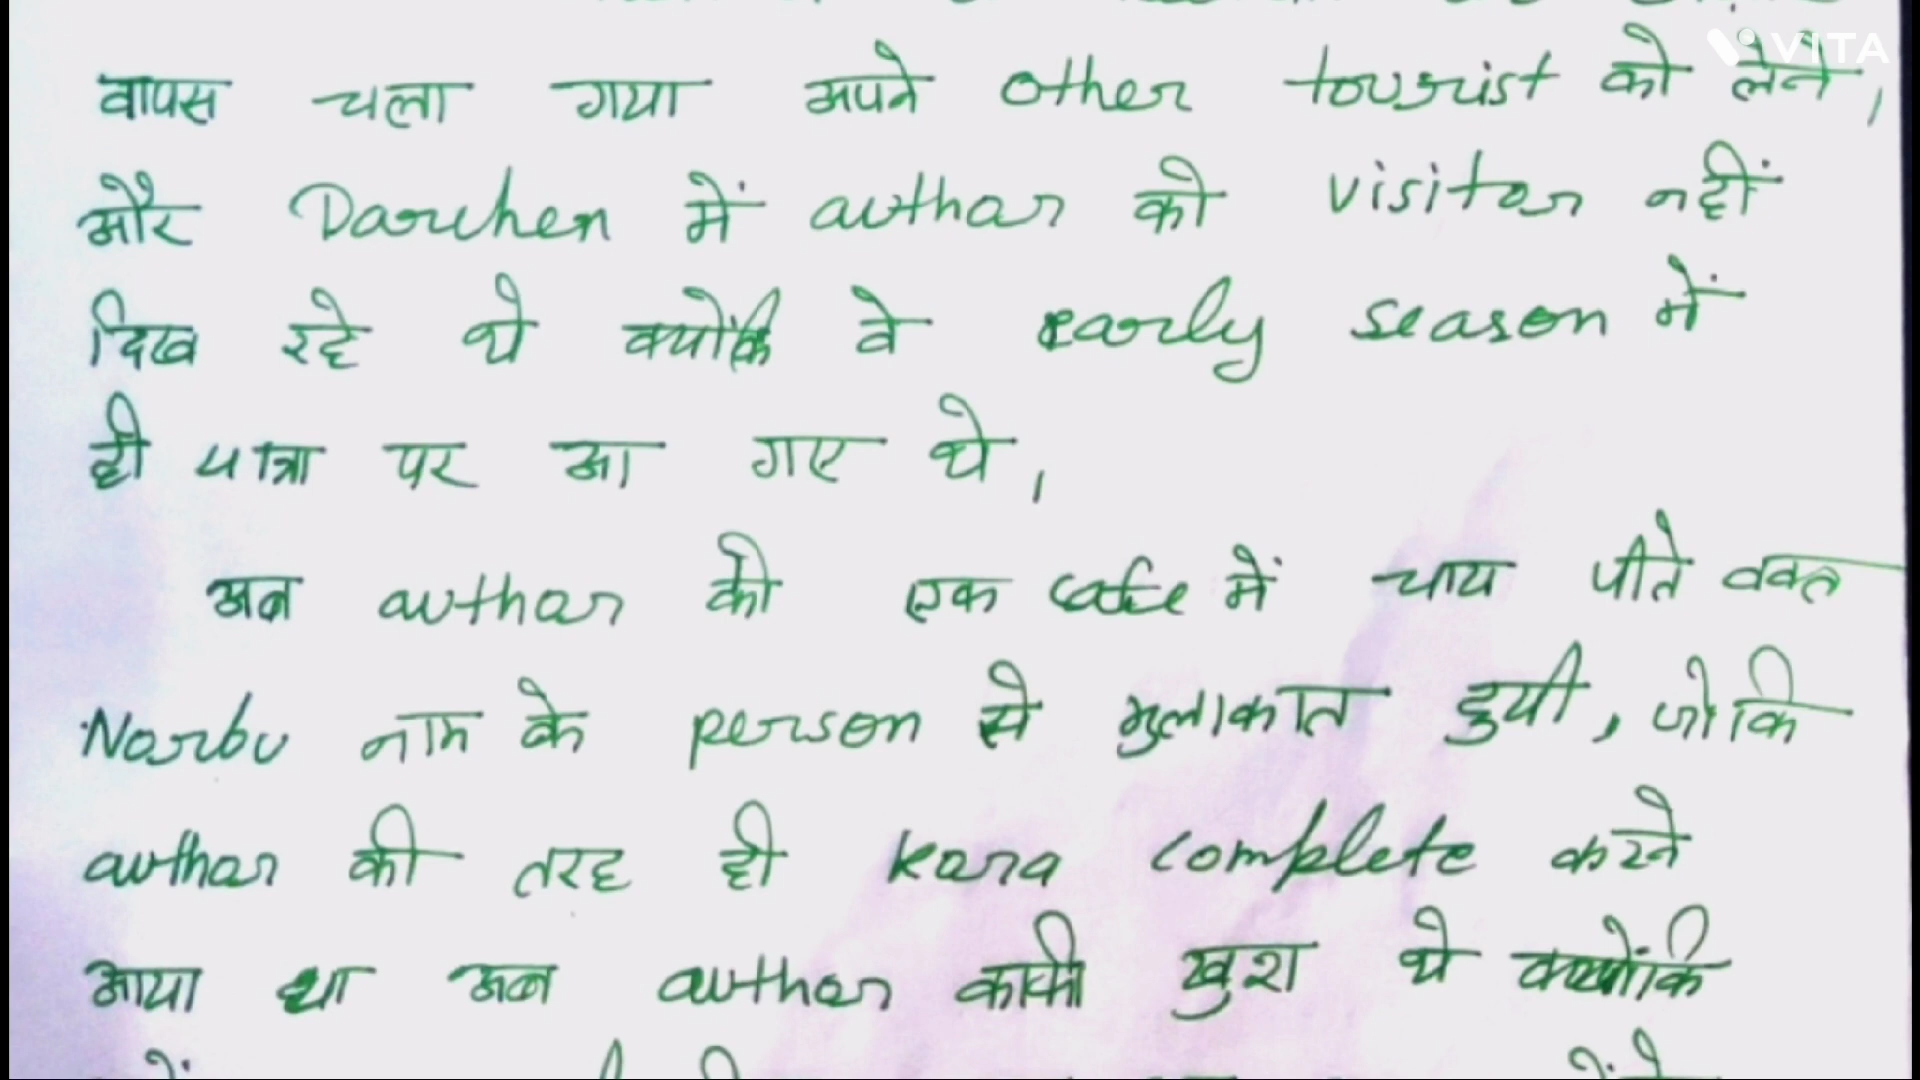 VITA
वापस चला गया अपने other tourist को लेने,
और Darchen में author को visitor नहीं
दिख रहे थे क्योंकि वे early season में
ही यात्रा पर आ गए थे,
अब author की एक cafe में चाय पीते वक्त
Norbu नाम के person से मुलाकात हुयी, जो कि
author की तरह ही kora complete करने
आया था अब author काफी खुश थे क्योंकि